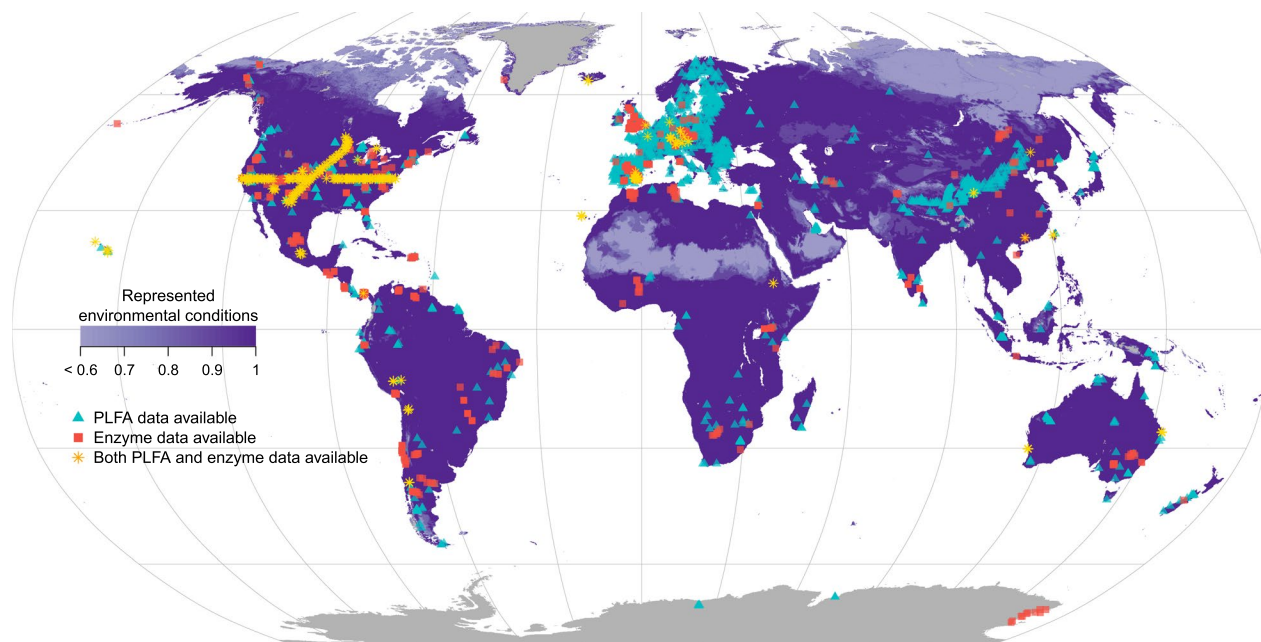 Represented
environmental conditions
< 0.6 0.7 0.8 0.9 1
PLFA data available
Enzyme data available
Both PLFA and enzyme data available